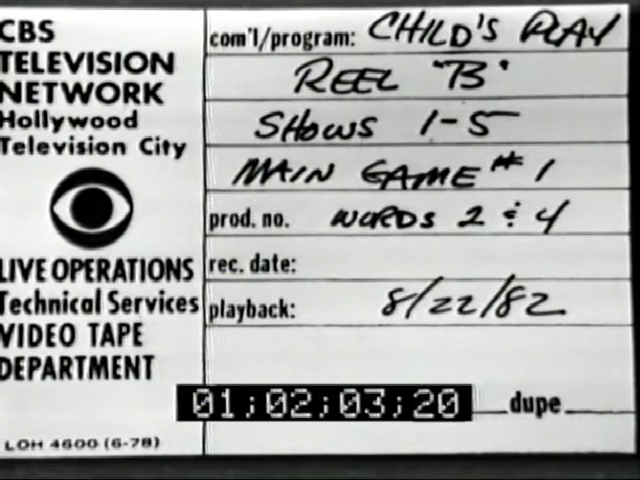 CBS
TELEVISION
NETWORK
Hollywood
Television City
LIVE OPERATIONS
Technical Services
VIDEO TAPE
DEPARTMENT
LOH 4600 (6-78)
com'l/program: CHILD'S PLAY
REEL "B"
SHOWS 1-5
MAIN GAME #1
prod. no. WORDS 2 & 4
rec. date:
playback: 8/22/82
01;02;03;20
dupe